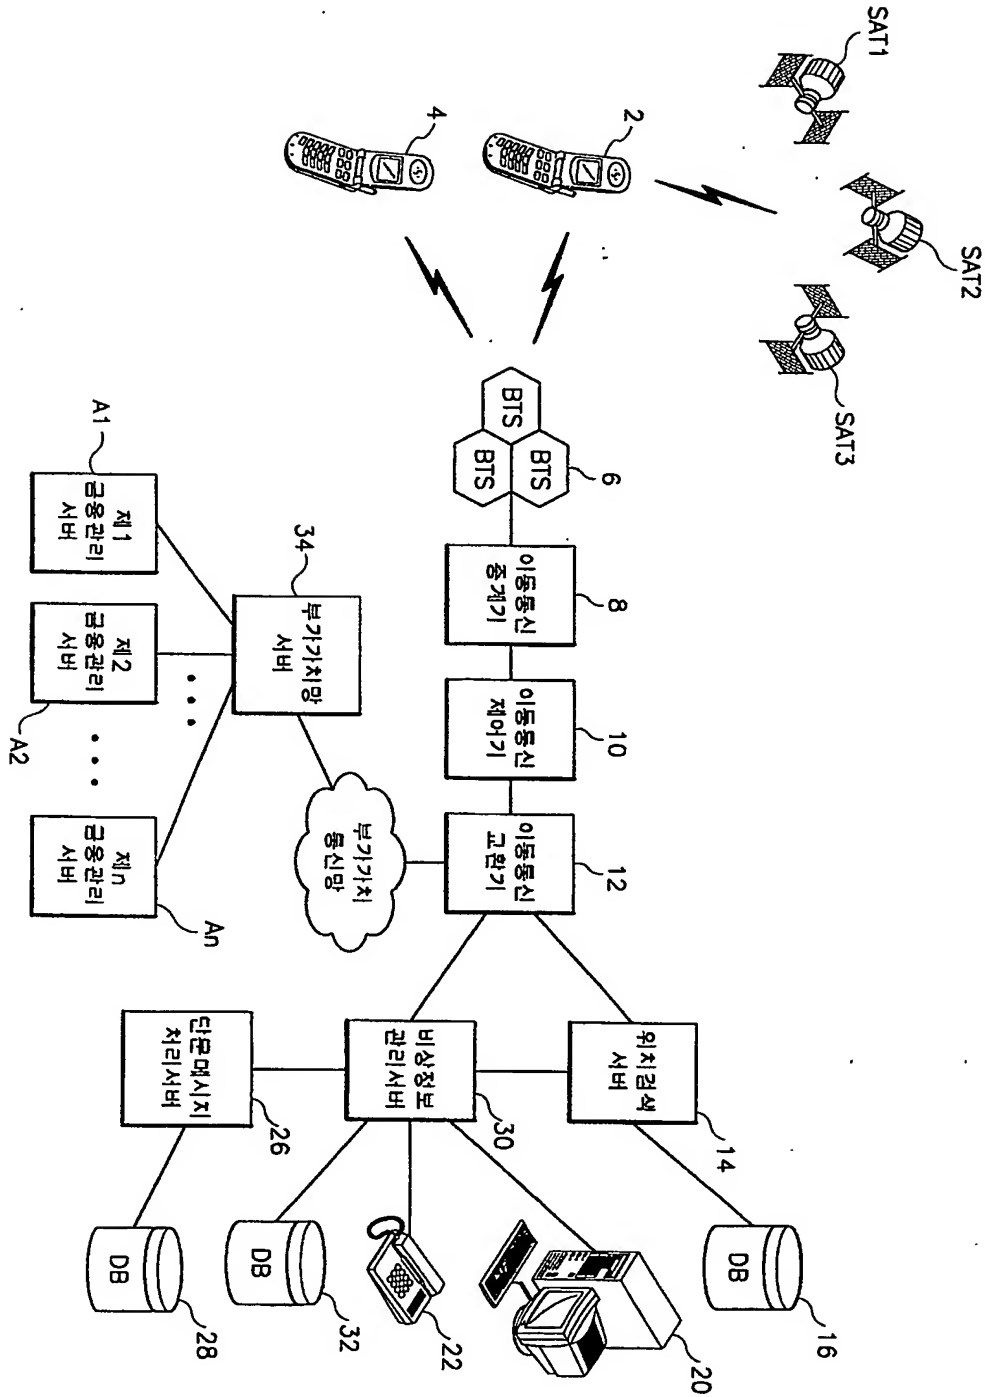 SAT1
SAT2
SAT3
2
4
BTS
BTS
BTS
6
이동통신
중계기
8
이동통신
제어기
10
이동통신
교환기
12
위치검색
서버
14
DB
16
20
22
비상정보
관리서버
30
DB
32
단문메시지
처리서버
26
DB
28
부가가치
통신망
부가가치망
서버
34
제1
금융관리
서버
A1
제2
금융관리
서버
A2
제n
금융관리
서버
An